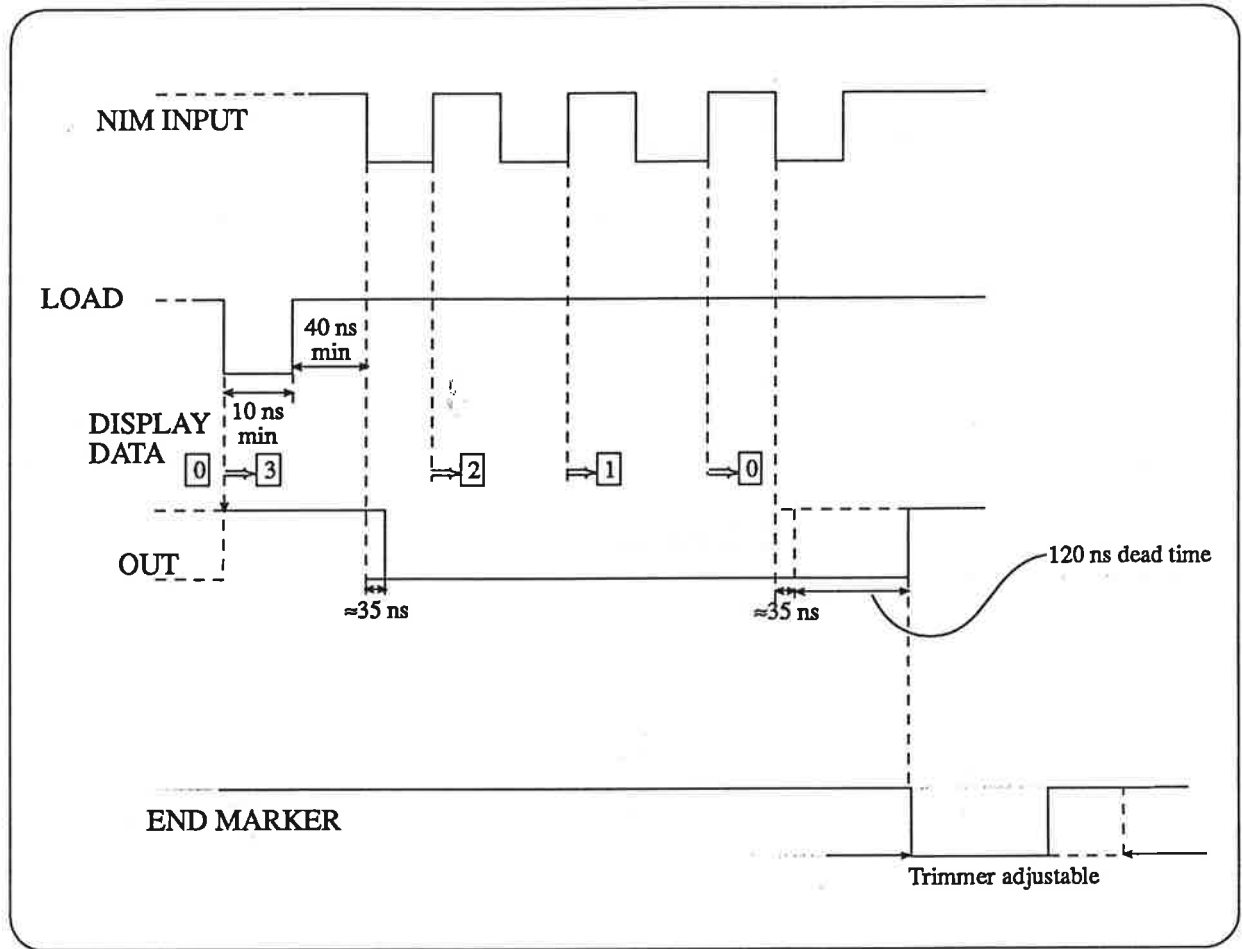 NIM INPUT
LOAD
40 ns
min
10 ns
min
DISPLAY
DATA
0 3 2 1 0
OUT
120 ns dead time
≈35 ns ≈35 ns
END MARKER
Trimmer adjustable